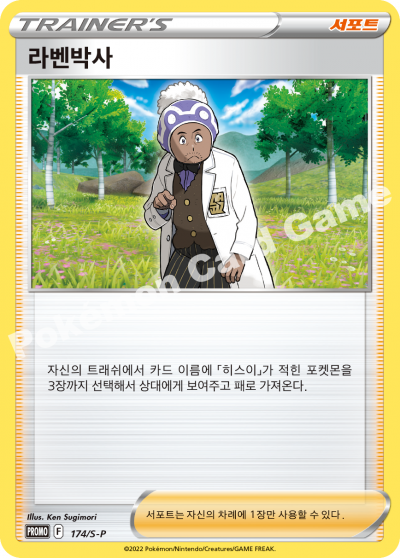 TRAINER'S
서포트
라벤박사
Pokémon Card Game
자신의 트래쉬에서 카드 이름에 「히스이」가 적힌 포켓몬을
3장까지 선택해서 상대에게 보여주고 패로 가져온다.
Illus. Ken Sugimori
PROMO F 174/S-P
서포트는 자신의 차례에 1장만 사용할 수 있다.
©2022 Pokémon/Nintendo/Creatures/GAME FREAK.